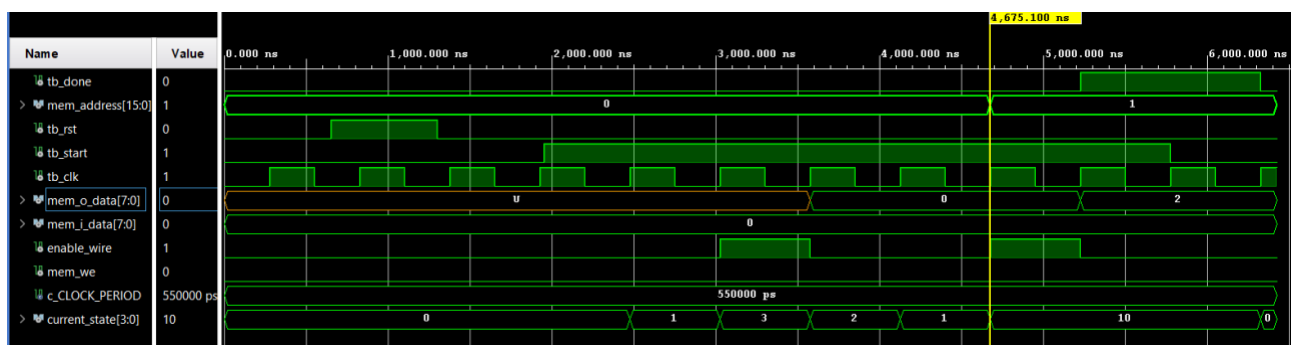 4,675.100 ns
Name Value 0.000 ns 1,000.000 ns 2,000.000 ns 3,000.000 ns 4,000.000 ns 5,000.000 ns 6,000.000 ns
tb_done 0
> mem_address[15:0] 1 0 1
tb_rst 0
tb_start 1
tb_clk 1
> mem_o_data[7:0] 0 U 0 2
> mem_i_data[7:0] 0 0
enable_wire 1
mem_we 0
c_CLOCK_PERIOD 550000 ps 550000 ps
> current_state[3:0] 10 0 1 3 2 1 10 0